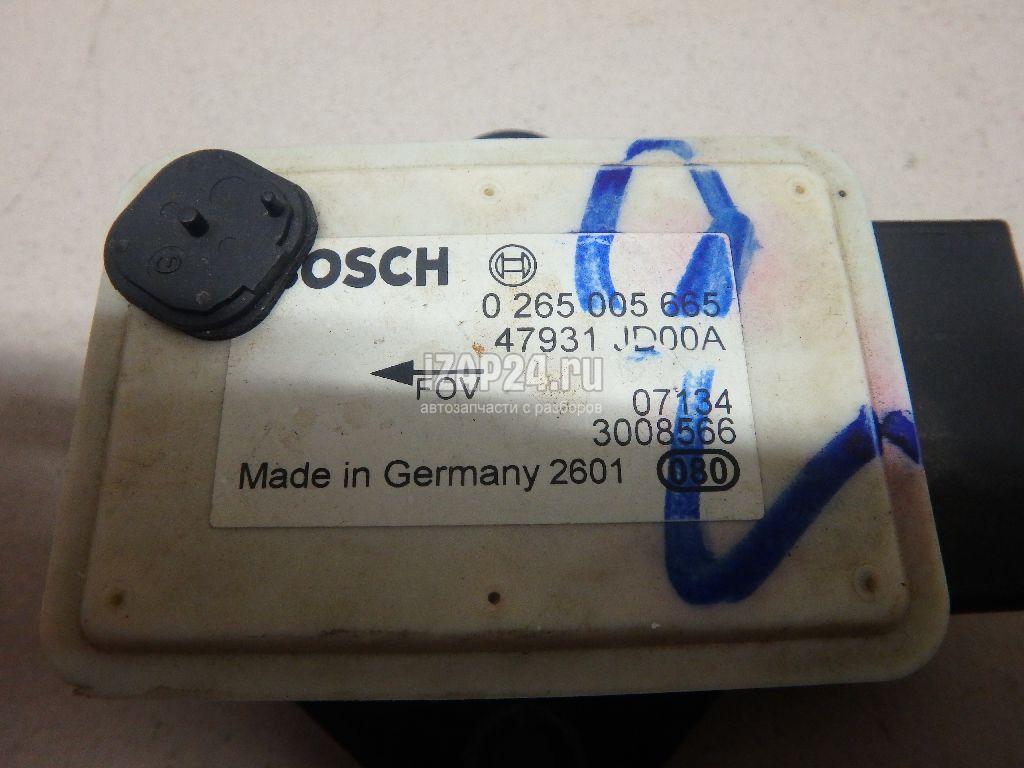 BOSCH
0 265 005 665
47931 JD00A
FOV
iZAP24.ru
автозапчасти с разборов
07134
3008566
Made in Germany 2601 080